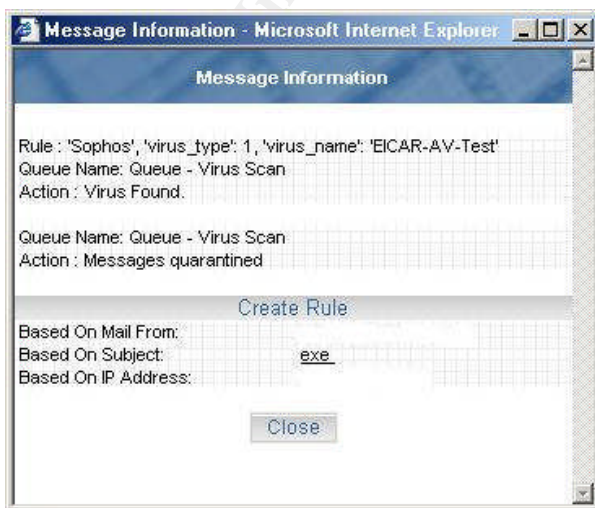 Message Information - Microsoft Internet Explorer
Message Information
Rule : 'Sophos', 'virus_type': 1, 'virus_name': 'EICAR-AV-Test'
Queue Name: Queue - Virus Scan
Action : Virus Found.
Queue Name: Queue - Virus Scan
Action : Messages quarantined
Create Rule
Based On Mail From:
Based On Subject: exe
Based On IP Address:
Close